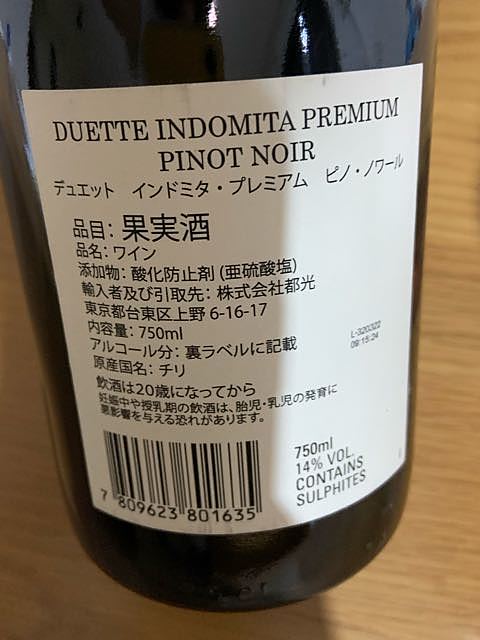 DUETTE INDOMITA PREMIUM
PINOT NOIR
デュエット インドミタ・プレミアム ピノ・ノワール
品目: 果実酒
品名: ワイン
添加物: 酸化防止剤 (亜硫酸塩)
輸入者及び引取先: 株式会社都光
東京都台東区上野 6-16-17
内容量: 750ml
アルコール分: 裏ラベルに記載
原産国名: チリ
飲酒は20歳になってから
妊娠中や授乳期の飲酒は、胎児・乳児の発育に
悪影響を与える恐れがあります。
L-320322
09:15:24
7 809623 801635
750ml
14% VOL.
CONTAINS
SULPHITES